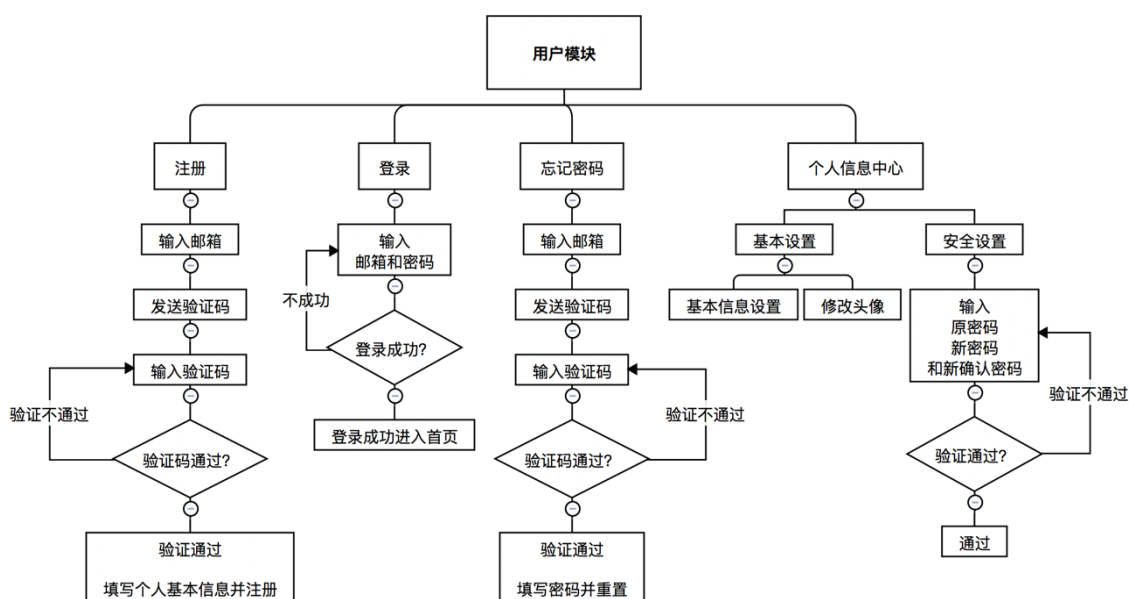 用户模块
注册
登录
忘记密码
个人信息中心
输入邮箱
输入
邮箱和密码
输入邮箱
基本设置
安全设置
发送验证码
不成功
发送验证码
基本信息设置
修改头像
输入
原密码
新密码
和新确认密码
登录成功?
输入验证码
输入验证码
验证不通过
登录成功进入首页
验证不通过
验证不通过
验证码通过?
验证码通过?
验证通过?
通过
验证通过
填写个人基本信息并注册
验证通过
填写密码并重置